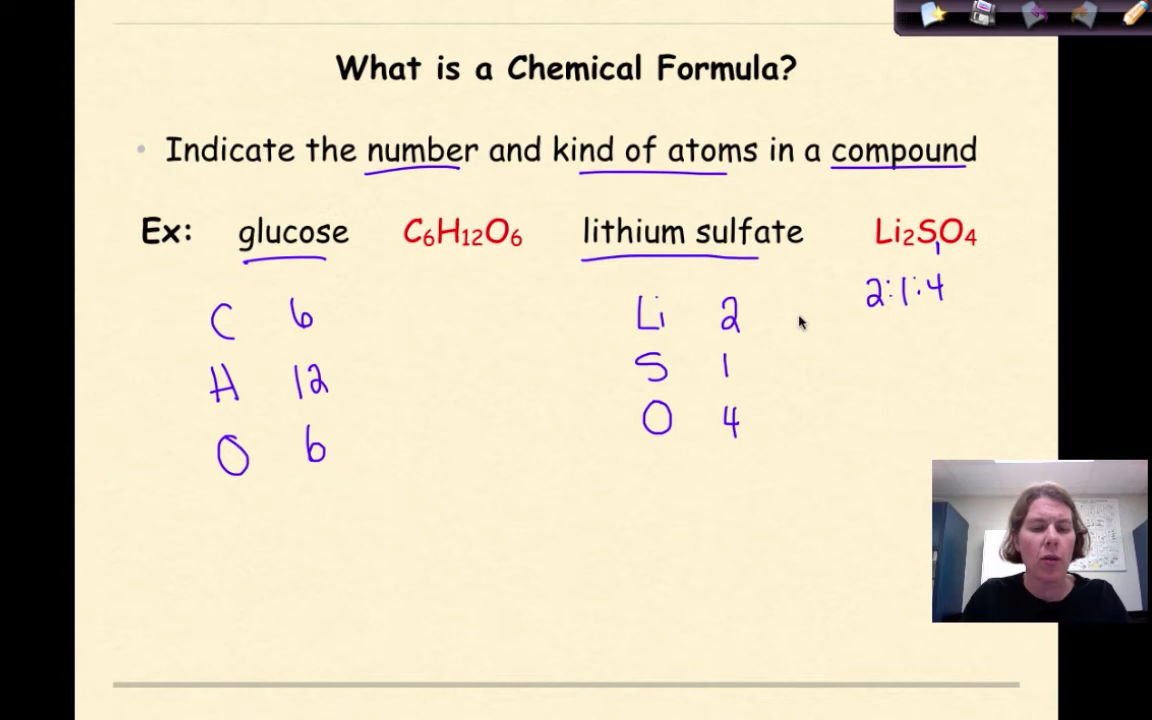 What is a Chemical Formula?
• Indicate the number and kind of atoms in a compound
Ex: glucose C₆H₁₂O₆ lithium sulfate Li₂S₁O₄
2:1:4
C 6
H 12
O 6
Li 2
S 1
O 4